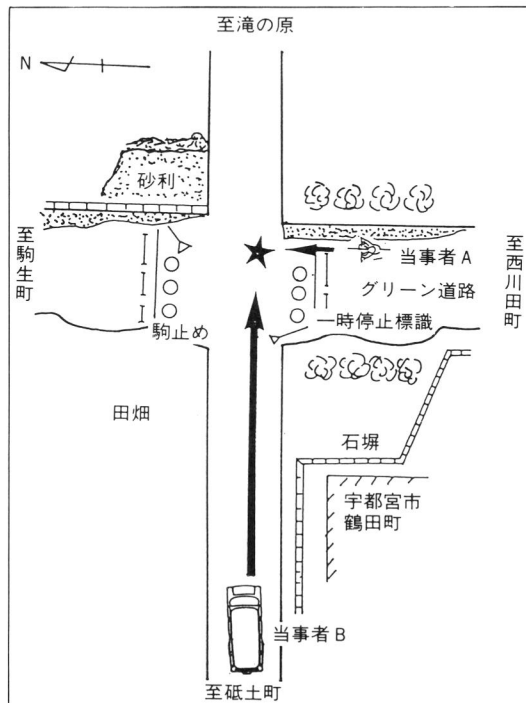 至滝の原
N
砂利
至駒生町
当事者A
グリーン道路
至西川田町
一時停止標識
駒止め
田畑
石塀
宇都宮市
鶴田町
当事者B
至砥土町